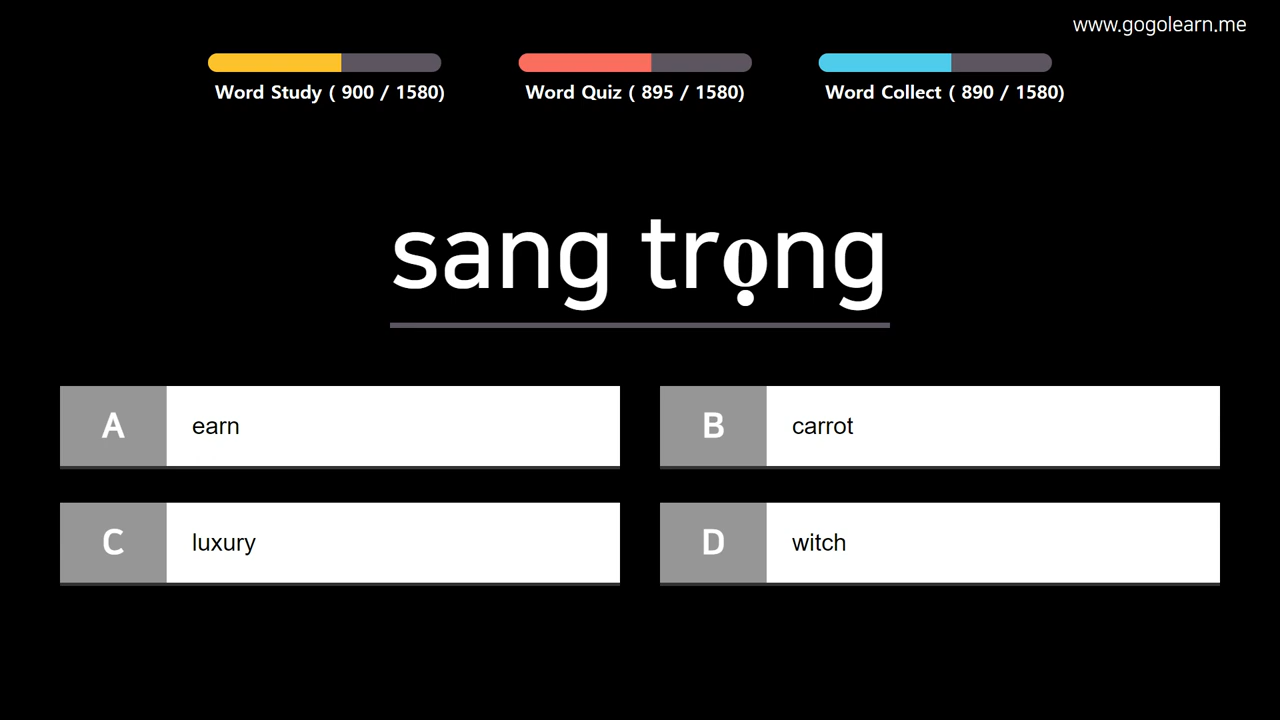 www.gogolearn.me
Word Study ( 900 / 1580)
Word Quiz ( 895 / 1580)
Word Collect ( 890 / 1580)
sang trọng
A earn
B carrot
C luxury
D witch